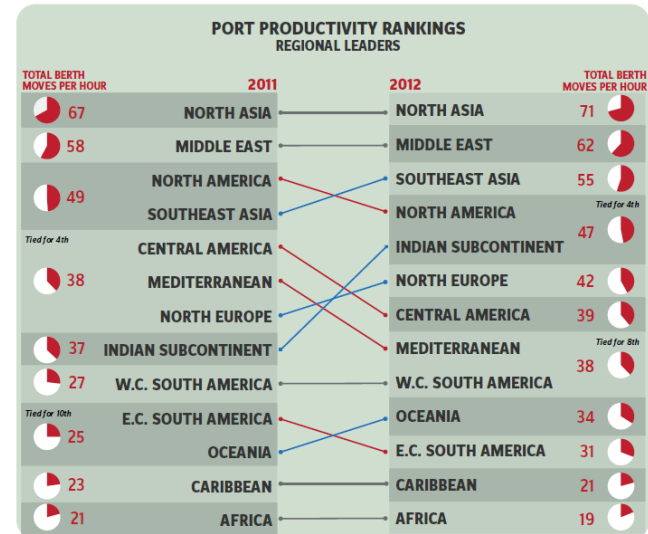 PORT PRODUCTIVITY RANKINGS
REGIONAL LEADERS
TOTAL BERTH
MOVES PER HOUR
2011
2012
TOTAL BERTH
MOVES PER HOUR
67 NORTH ASIA
58 MIDDLE EAST
49 NORTH AMERICA
SOUTHEAST ASIA
Tied for 4th
CENTRAL AMERICA
38 MEDITERRANEAN
NORTH EUROPE
37 INDIAN SUBCONTINENT
27 W.C. SOUTH AMERICA
Tied for 10th
E.C. SOUTH AMERICA
25
OCEANIA
23 CARIBBEAN
21 AFRICA
NORTH ASIA 71
MIDDLE EAST 62
SOUTHEAST ASIA 55
Tied for 4th
NORTH AMERICA
47
INDIAN SUBCONTINENT
NORTH EUROPE 42
CENTRAL AMERICA 39
Tied for 8th
MEDITERRANEAN
38
W.C. SOUTH AMERICA
OCEANIA 34
E.C. SOUTH AMERICA 31
CARIBBEAN 21
AFRICA 19